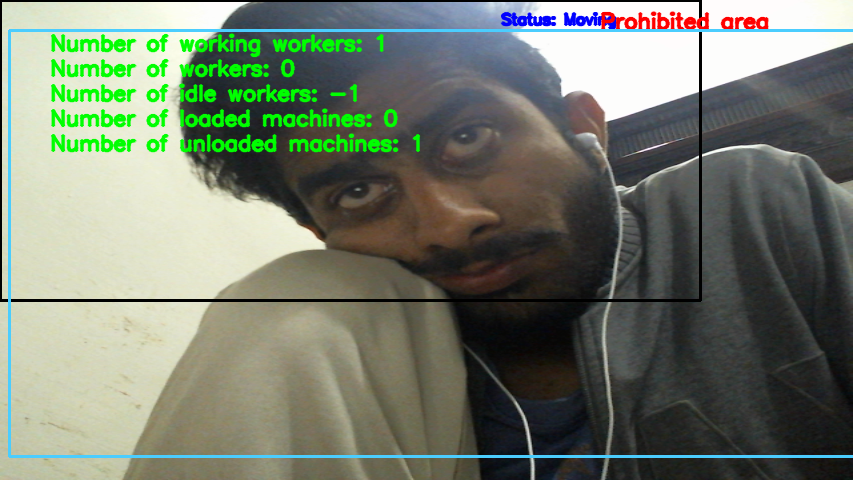 Status: Moving
Prohibited area
Number of working workers: 1
Number of workers: 0
Number of idle workers: -1
Number of loaded machines: 0
Number of unloaded machines: 1